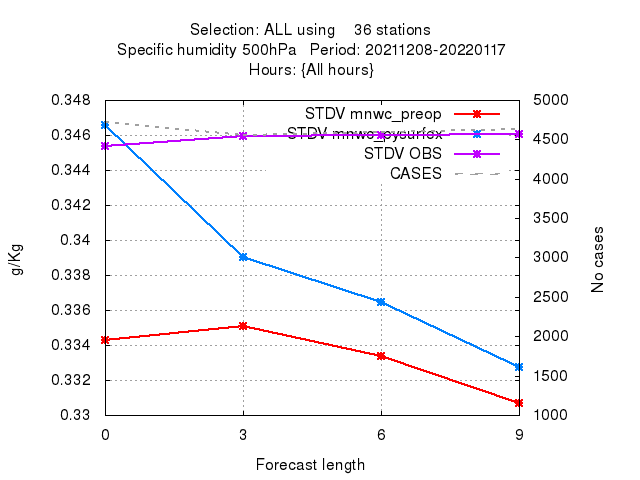 Selection: ALL using 36 stations
Specific humidity 500hPa Period: 20211208-20220117
Hours: {All hours}
0.348
0.346
0.344
0.342
0.34
0.338
0.336
0.334
0.332
0.33
g/Kg
STDV mnwc_preop
STDV OBS
CASES
5000
4500
4000
3500
3000
2500
2000
1500
1000
No cases
0 3 6 9
Forecast length